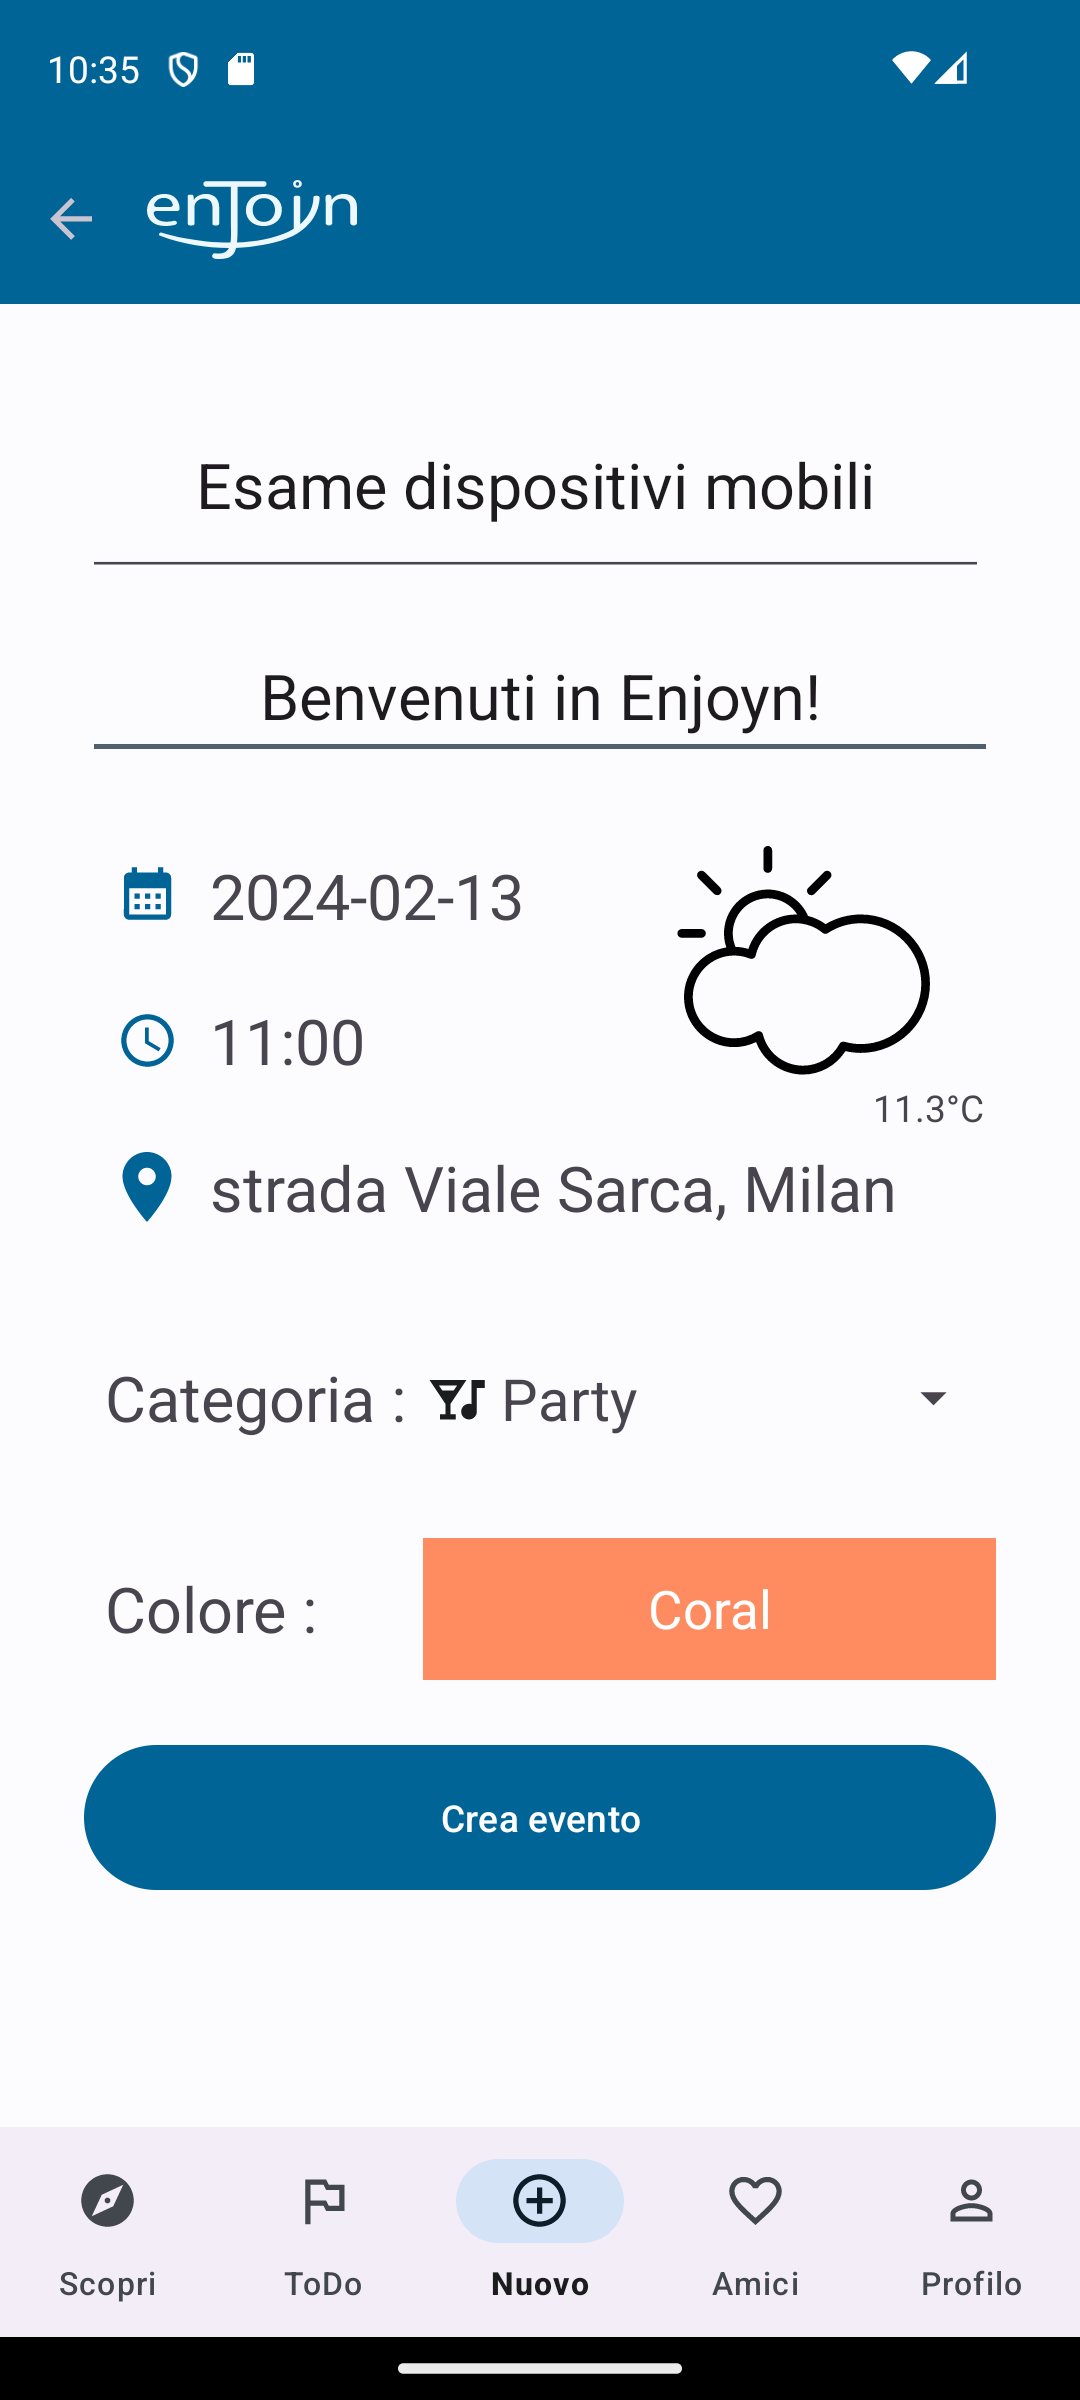 10:35
enJoyn
Esame dispositivi mobili
Benvenuti in Enjoyn!
2024-02-13
11:00
11.3°C
strada Viale Sarca, Milan
Categoria : Party
Colore : Coral
Crea evento
Scopri ToDo Nuovo Amici Profilo